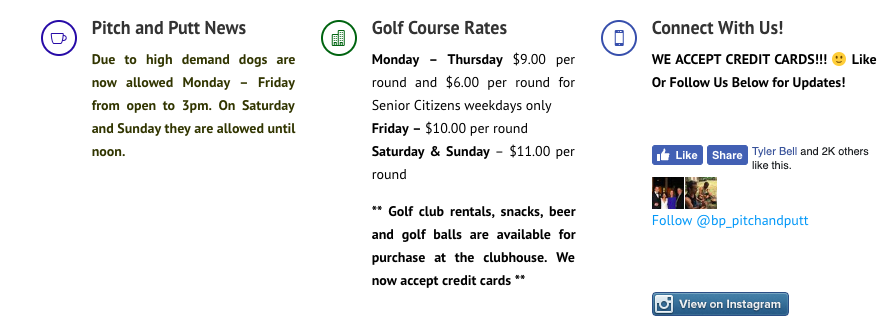 Pitch and Putt News
Due to high demand dogs are
now allowed Monday – Friday
from open to 3pm. On Saturday
and Sunday they are allowed until
noon.
Golf Course Rates
Monday – Thursday $9.00 per
round and $6.00 per round for
Senior Citizens weekdays only
Friday – $10.00 per round
Saturday & Sunday – $11.00 per
round
** Golf club rentals, snacks, beer
and golf balls are available for
purchase at the clubhouse. We
now accept credit cards **
Connect With Us!
WE ACCEPT CREDIT CARDS!!! 🙂 Like
Or Follow Us Below for Updates!
Like Share Tyler Bell and 2K others
like this.
Follow @bp_pitchandputt
View on Instagram